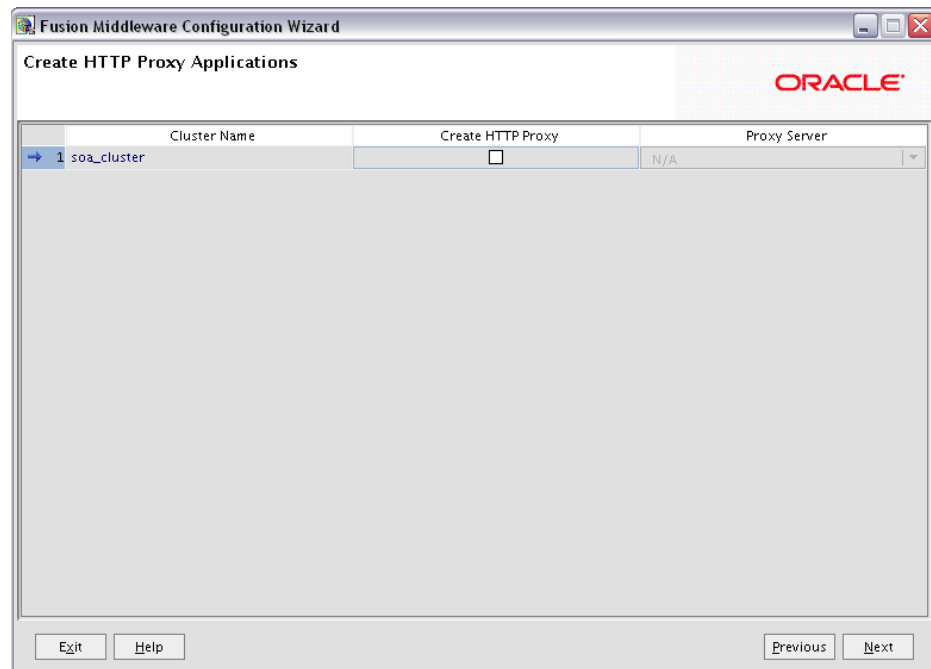 Fusion Middleware Configuration Wizard
Create HTTP Proxy Applications
ORACLE
Cluster Name Create HTTP Proxy Proxy Server
1 soa_cluster N/A
Exit Help Previous Next